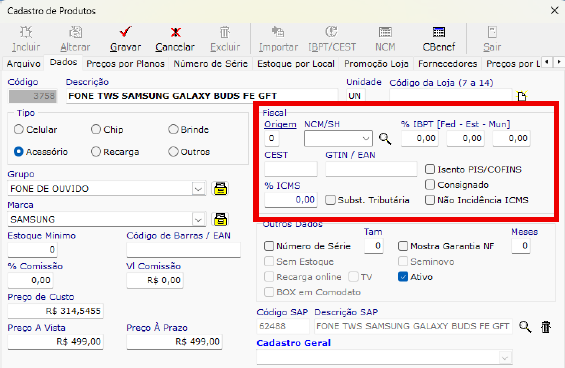 Cadastro de Produtos
Incluir Alterar Gravar Cancelar Excluir Importar IBPT/CEST NCM CBenef Sair
Arquivo Dados Preços por Planos Número de Série Estoque por Local Promoção Loja Fornecedores Preços por L
Código Descrição Unidade Código da Loja (7 a 14)
3758 FONE TWS SAMSUNG GALAXY BUDS FE GFT UN
Tipo
Celular Chip Brinde
Acessório Recarga Outros
Fiscal
Origem NCM/SH % IBPT [Fed - Est - Mun]
0 0,00 0,00 0,00
CEST GTIN / EAN
Isento PIS/COFINS
Consignado
% ICMS
0,00 Subst. Tributária Não Incidência ICMS
Grupo
FONE DE OUVIDO
Marca
SAMSUNG
Estoque Mínimo Código de Barras / EAN
0
% Comissão Vl Comissão
0,00 R$ 0,00
Preço de Custo
R$ 314,5455
Preço A Vista Preço À Prazo
R$ 499,00 R$ 499,00
Outros Dados Tam Meses
Número de Série 0 Mostra Garantia NF 0
Sem Estoque Seminovo
Recarga online TV Ativo
BOX em Comodato
Código SAP Descrição SAP
62488 FONE TWS SAMSUNG GALAXY BUDS FE GFT
Cadastro Geral